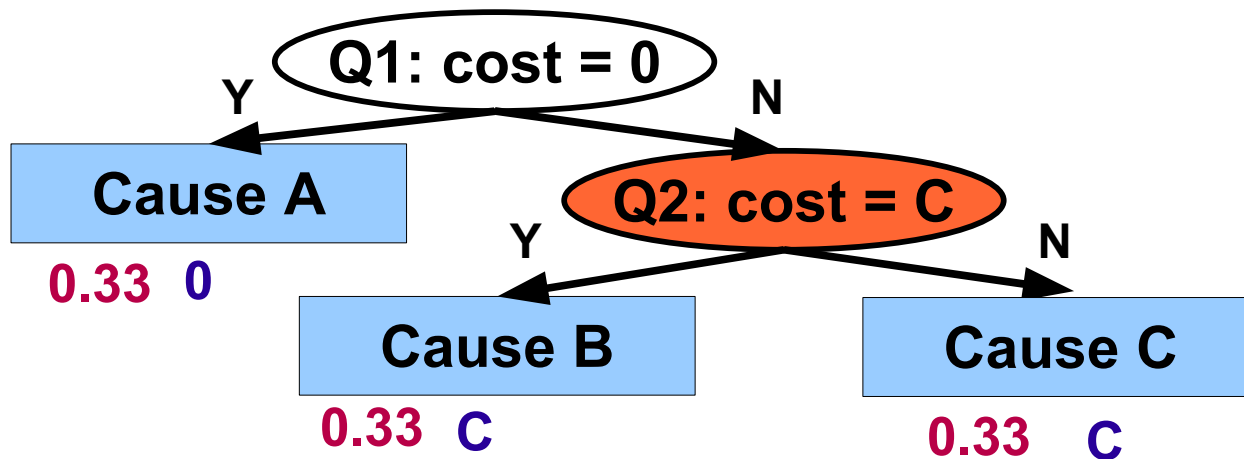 Q1: cost = 0
Y
N
Cause A
Q2: cost = C
0.33 0
Y
N
Cause B
Cause C
0.33 C
0.33 C